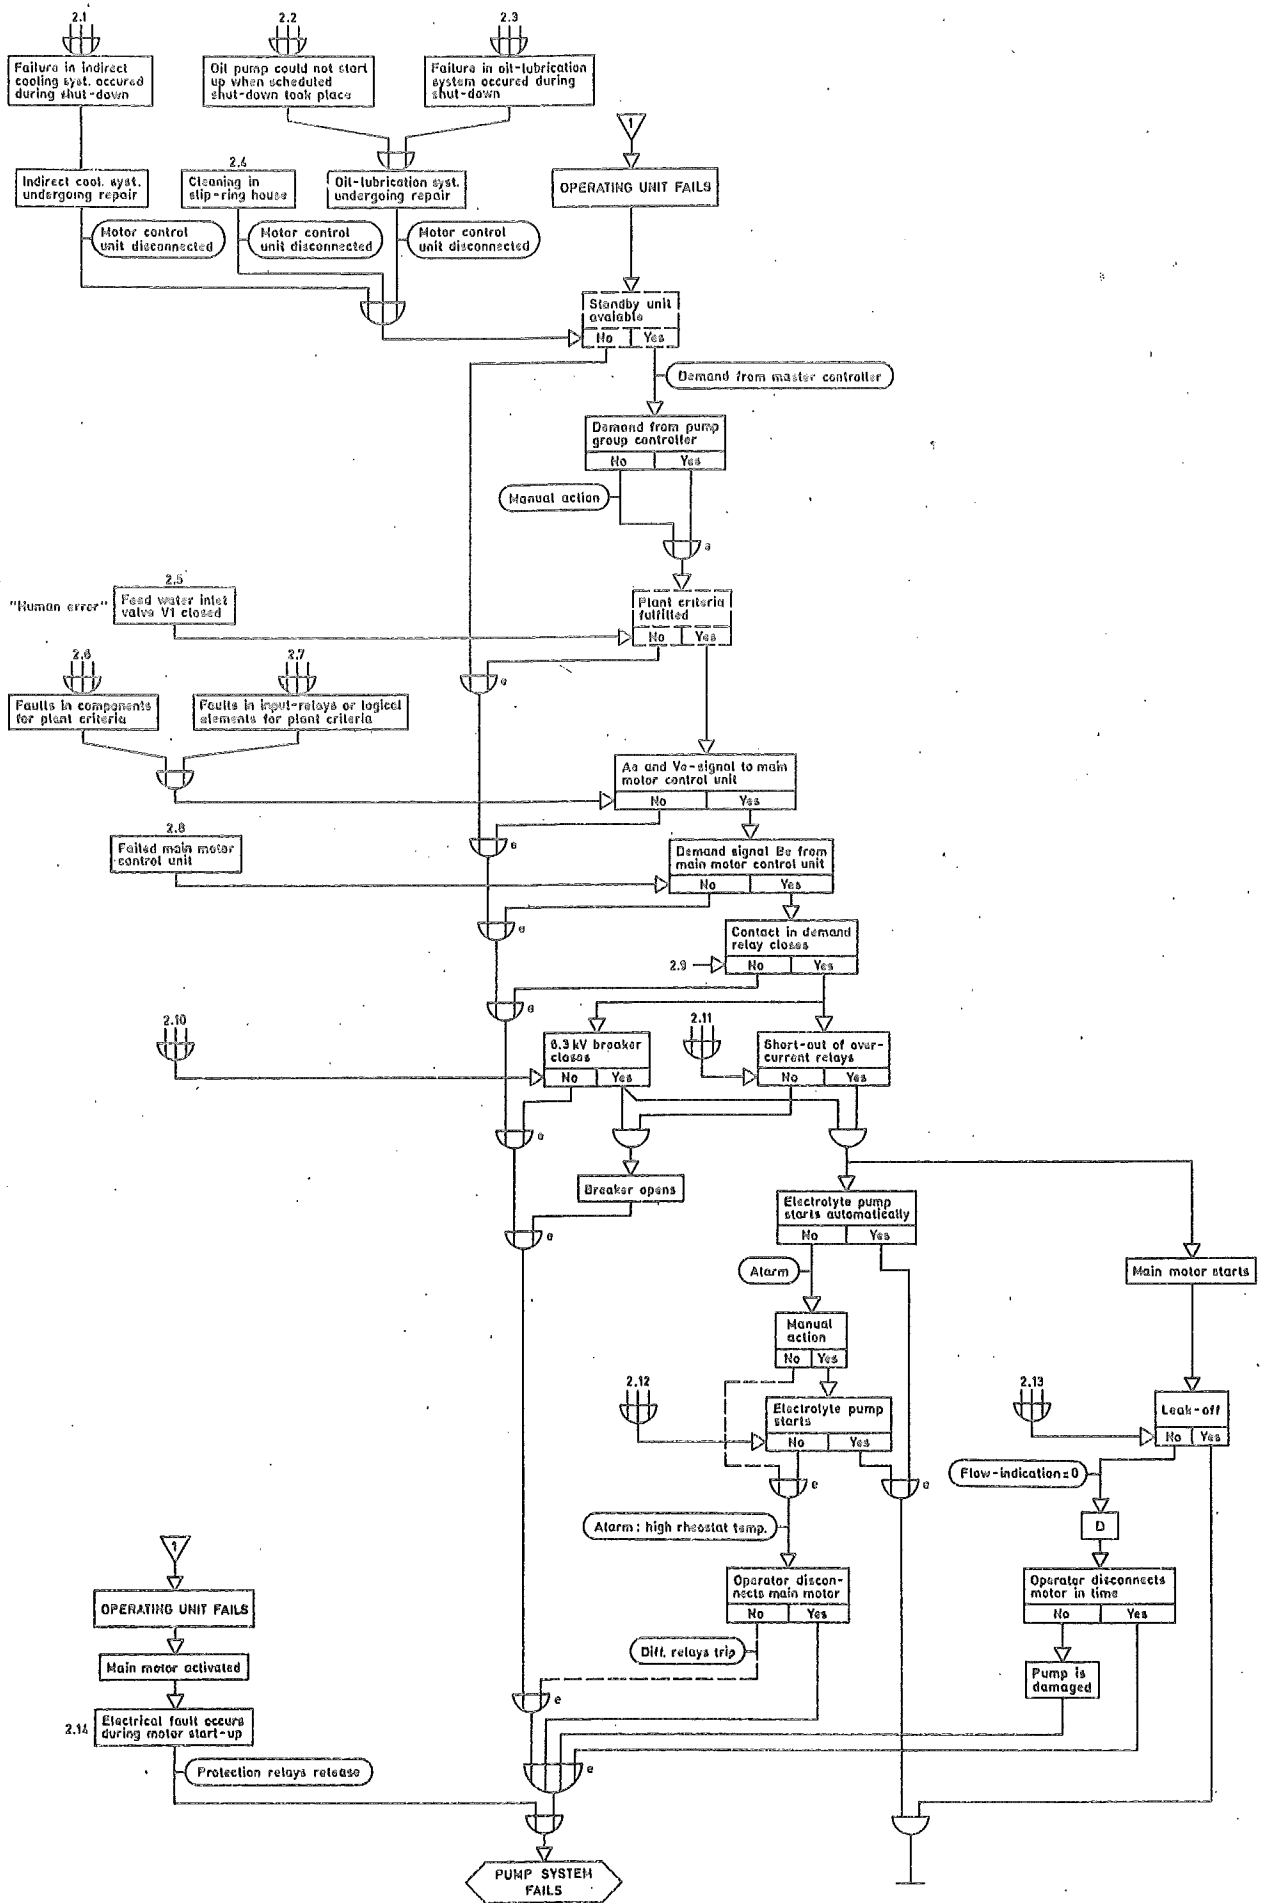 2.1
2.2
2.3
Failure in indirect
cooling syst. occured
during shut-down
Oil pump could not start
up when scheduled
shut-down took place
Failure in oil-lubrication
system occured during
shut-down
1
2.4
Indirect cool. syst.
undergoing repair
Cleaning in
slip-ring house
Oil-lubrication syst.
undergoing repair
OPERATING UNIT FAILS
Motor control
unit disconnected
Motor control
unit disconnected
Motor control
unit disconnected
Standby unit
avalable
No Yes
Demand from master controller
Demand from pump
group controller
No Yes
Manual action
a
2.5
"Human error"
Feed water inlet
valve V1 closed
Plant criteria
fulfilled
No Yes
2.6
2.7
e
Faults in components
for plant criteria
Faults in input-relays or logical
elements for plant criteria
Ae and Ve-signal to main
motor control unit
No Yes
2.8
e
Failed main motor
control unit
Demand signal Be from
main motor control unit
No Yes
e
Contact in demand
relay closes
2.9
No Yes
e
2.10
2.11
6.3 kV breaker
closes
No Yes
Short-out of over-
current relays
No Yes
e
Breaker opens
Electrolyte pump
starts automatically
No Yes
e
Alarm
Main motor starts
Manual
action
No Yes
2.12
2.13
Electrolyte pump
starts
No Yes
Leak-off
No Yes
e
e
Flow-indication=0
Alarm: high rheostat temp.
D
1
OPERATING UNIT FAILS
Operator discon-
nects main motor
No Yes
Operator disconnects
motor in time
No Yes
Main motor activated
Diff. relays trip
Pump is
damaged
2.14
Electrical fault occurs
during motor start-up
e
Protection relays release
e
PUMP SYSTEM
FAILS